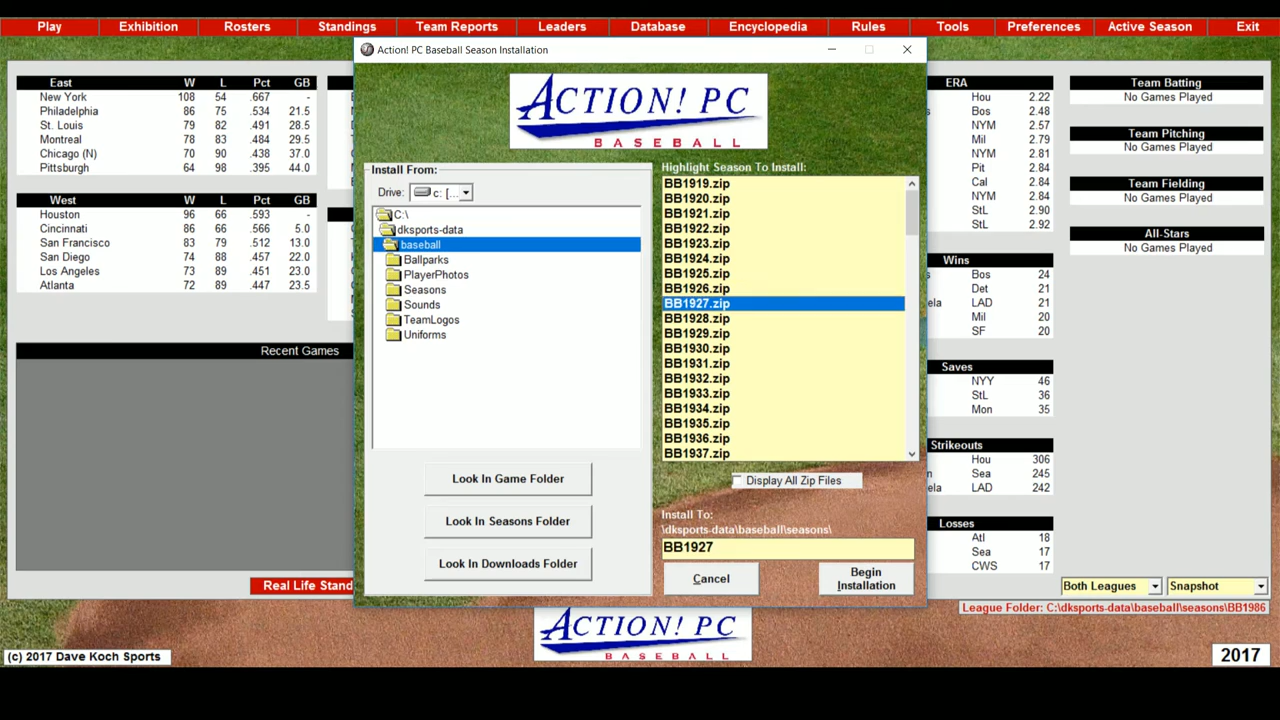 Play Exhibition Rosters Standings Team Reports Leaders Database Encyclopedia Rules Tools Preferences Active Season Exit
East W L Pct GB
New York 108 54 .667 -
Philadelphia 86 75 .534 21.5
St. Louis 79 82 .491 28.5
Montreal 78 83 .484 29.5
Chicago (N) 70 90 .438 37.0
Pittsburgh 64 98 .395 44.0
West W L Pct GB
Houston 96 66 .593 -
Cincinnati 86 66 .566 5.0
San Francisco 83 79 .512 13.0
San Diego 74 88 .457 22.0
Los Angeles 73 89 .451 23.0
Atlanta 72 89 .447 23.5
Recent Games
Real Life Stand
(c) 2017 Dave Koch Sports
Action! PC Baseball Season Installation
ACTION! PC
BASEBALL
Install From:
Drive: c: [...
C:\
dksports-data
baseball
Ballparks
PlayerPhotos
Seasons
Sounds
TeamLogos
Uniforms
Look In Game Folder
Look In Seasons Folder
Look In Downloads Folder
Highlight Season To Install:
BB1919.zip
BB1920.zip
BB1921.zip
BB1922.zip
BB1923.zip
BB1924.zip
BB1925.zip
BB1926.zip
BB1927.zip
BB1928.zip
BB1929.zip
BB1930.zip
BB1931.zip
BB1932.zip
BB1933.zip
BB1934.zip
BB1935.zip
BB1936.zip
BB1937.zip
Display All Zip Files
Install To:
\dksports-data\baseball\seasons\
BB1927
Cancel
Begin
Installation
ACTION! PC
BASEBALL
ERA
Hou 2.22
Bos 2.48
NYM 2.57
Mil 2.79
NYM 2.81
Pit 2.84
Cal 2.84
NYM 2.84
StL 2.90
StL 2.92
Wins
Bos 24
Det 21
ela LAD 21
Mil 20
SF 20
Saves
NYY 46
StL 36
Mon 35
Strikeouts
Hou 306
Sea 245
ela LAD 242
Losses
Atl 18
Sea 17
CWS 17
Team Batting
No Games Played
Team Pitching
No Games Played
Team Fielding
No Games Played
All-Stars
No Games Played
Both Leagues Snapshot
League Folder: C:\dksports-data\baseball\seasons\BB1986
2017